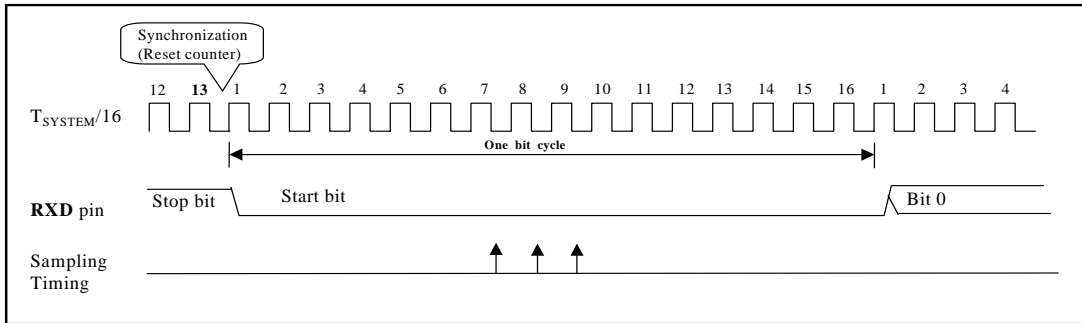 Synchronization
(Reset counter)
12 13 1 2 3 4 5 6 7 8 9 10 11 12 13 14 15 16 1 2 3 4
TSYSTEM/16
One bit cycle
RXD pin
Stop bit
Start bit
Bit 0
Sampling
Timing